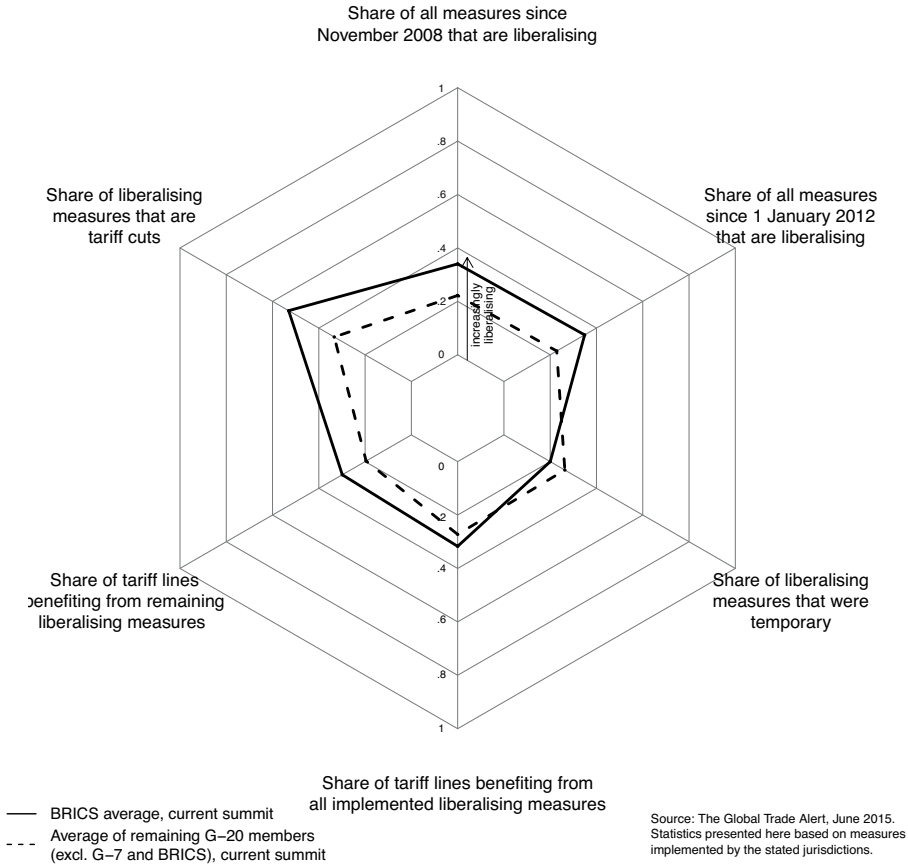 Share of all measures since
November 2008 that are liberalising
1
.8
.6
.4
.2
0
increasingly
liberalising
Share of liberalising
measures that are
tariff cuts
Share of all measures
since 1 January 2012
that are liberalising
0
.2
.4
.6
.8
1
Share of tariff lines
benefiting from remaining
liberalising measures
Share of liberalising
measures that were
temporary
Share of tariff lines benefiting from
all implemented liberalising measures
BRICS average, current summit
Average of remaining G−20 members
(excl. G−7 and BRICS), current summit
Source: The Global Trade Alert, June 2015.
Statistics presented here based on measures
implemented by the stated jurisdictions.